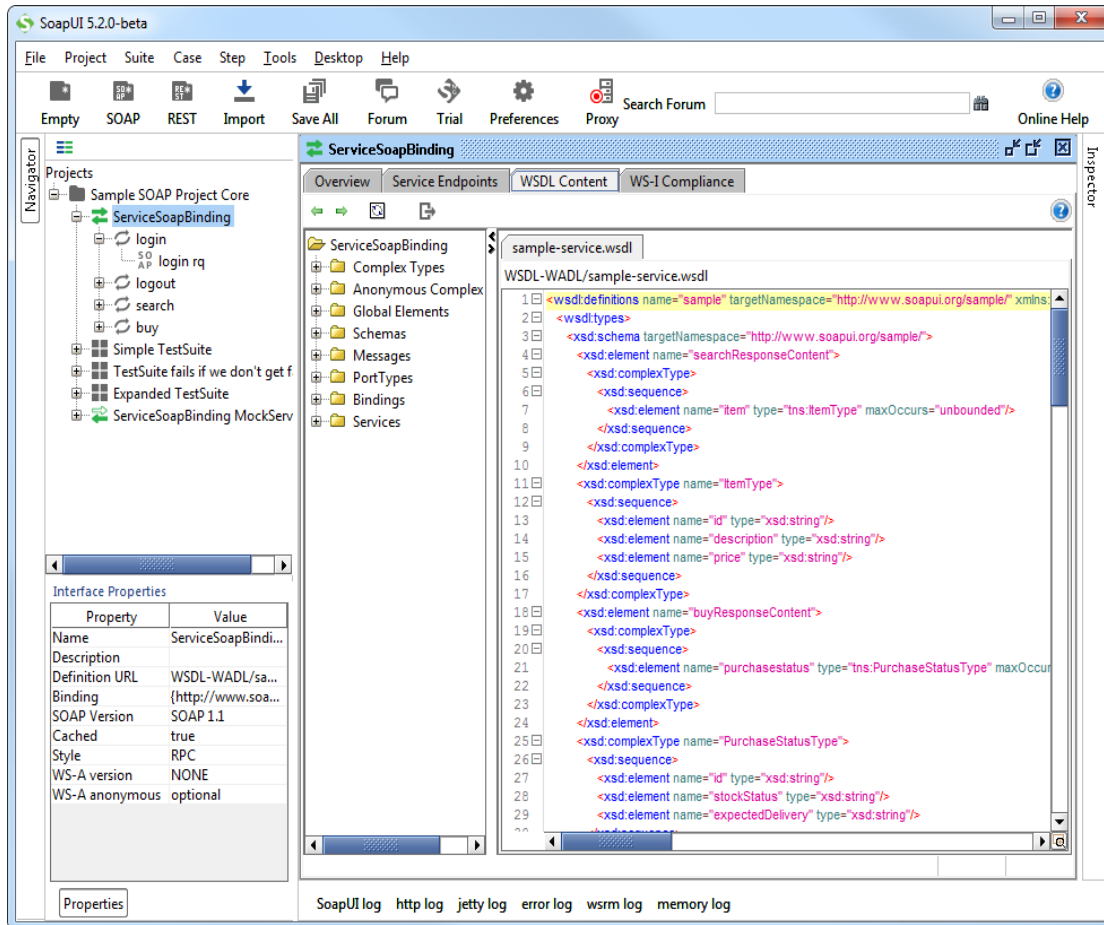 SoapUI 5.2.0-beta
File Project Suite Case Step Tools Desktop Help
Empty SOAP REST Import Save All Forum Trial Preferences Proxy Search Forum Online Help
Navigator
Projects
Sample SOAP Project Core
ServiceSoapBinding
login
SO AP login rq
logout
search
buy
Simple TestSuite
TestSuite fails if we don't get f
Expanded TestSuite
ServiceSoapBinding MockServ
Interface Properties
Property Value
Name ServiceSoapBindi...
Description
Definition URL WSDL-WADL/sa...
Binding {http://www.soa...
SOAP Version SOAP 1.1
Cached true
Style RPC
WS-A version NONE
WS-A anonymous optional
Properties
ServiceSoapBinding
Overview Service Endpoints WSDL Content WS-I Compliance
ServiceSoapBinding
Complex Types
Anonymous Complex
Global Elements
Schemas
Messages
PortTypes
Bindings
Services
sample-service.wsdl
WSDL-WADL/sample-service.wsdl
1 <wsdl:definitions name="sample" targetNamespace="http://www.soapui.org/sample/" xmlns:
2 <wsdl:types>
3 <xsd:schema targetNamespace="http://www.soapui.org/sample/">
4 <xsd:element name="searchResponseContent">
5 <xsd:complexType>
6 <xsd:sequence>
7 <xsd:element name="item" type="tns:ItemType" maxOccurs="unbounded"/>
8 </xsd:sequence>
9 </xsd:complexType>
10 </xsd:element>
11 <xsd:complexType name="ItemType">
12 <xsd:sequence>
13 <xsd:element name="id" type="xsd:string"/>
14 <xsd:element name="description" type="xsd:string"/>
15 <xsd:element name="price" type="xsd:string"/>
16 </xsd:sequence>
17 </xsd:complexType>
18 <xsd:element name="buyResponseContent">
19 <xsd:complexType>
20 <xsd:sequence>
21 <xsd:element name="purchasestatus" type="tns:PurchaseStatusType" maxOccur
22 </xsd:sequence>
23 </xsd:complexType>
24 </xsd:element>
25 <xsd:complexType name="PurchaseStatusType">
26 <xsd:sequence>
27 <xsd:element name="id" type="xsd:string"/>
28 <xsd:element name="stockStatus" type="xsd:string"/>
29 <xsd:element name="expectedDelivery" type="xsd:string"/>
Inspector
SoapUI log http log jetty log error log wsrm log memory log